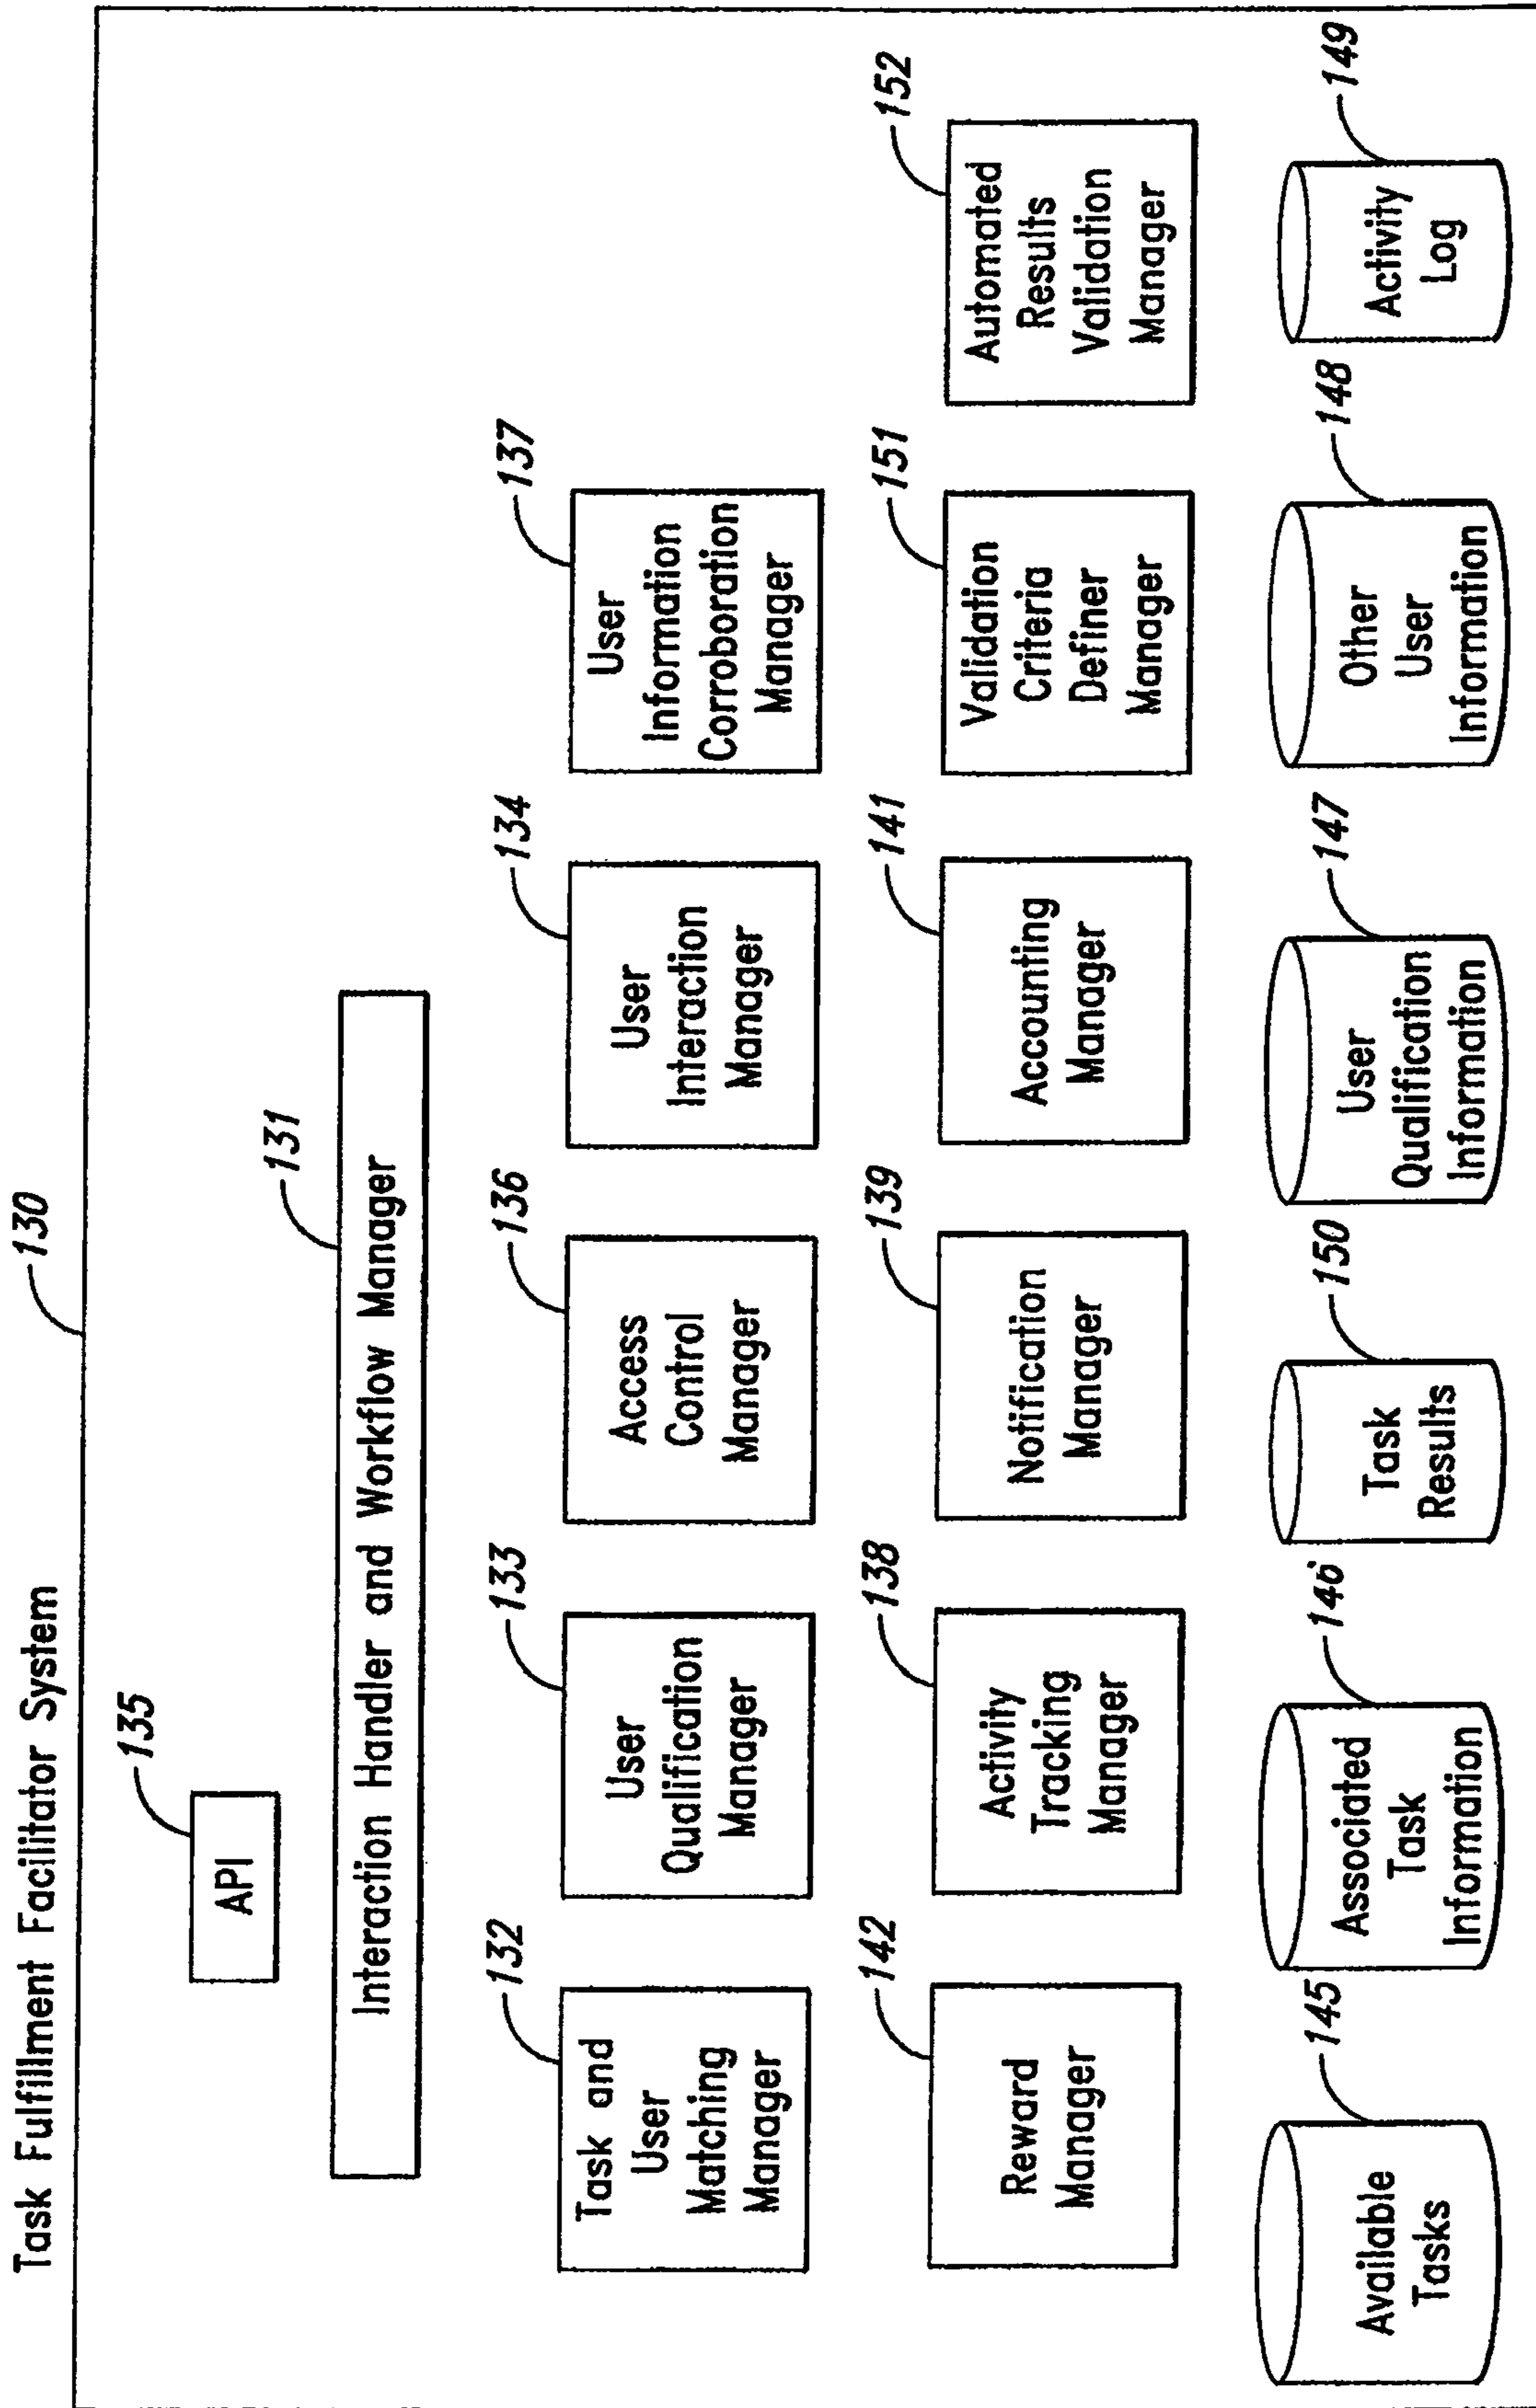 Task Fulfillment Facilitator System
130
135
API
131
Interaction Handler and Workflow Manager
132
Task and
User
Matching
Manager
133
User
Qualification
Manager
136
Access
Control
Manager
134
User
Interaction
Manager
137
User
Information
Corroboration
Manager
142
Reward
Manager
138
Activity
Tracking
Manager
139
Notification
Manager
141
Accounting
Manager
151
Validation
Criteria
Definer
Manager
152
Automated
Results
Validation
Manager
145
Available
Tasks
146
Associated
Task
Information
150
Task
Results
147
User
Qualification
Information
148
Other
User
Information
149
Activity
Log